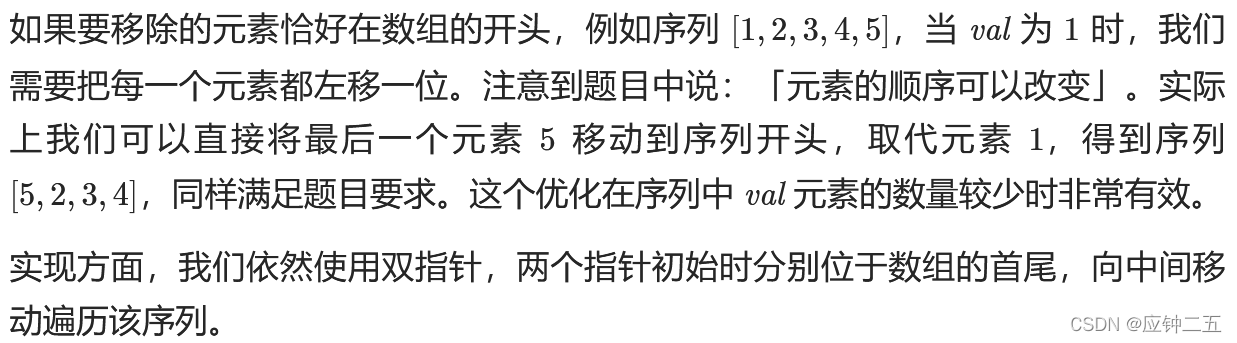 如果要移除的元素恰好在数组的开头，例如序列 [1,2,3,4,5]，当 val 为 1 时，我们
需要把每一个元素都左移一位。注意到题目中说：「元素的顺序可以改变」。实际
上我们可以直接将最后一个元素 5 移动到序列开头，取代元素 1，得到序列
[5,2,3,4]，同样满足题目要求。这个优化在序列中 val 元素的数量较少时非常有效。
实现方面，我们依然使用双指针，两个指针初始时分别位于数组的首尾，向中间移
动遍历该序列。
CSDN @应钟二五